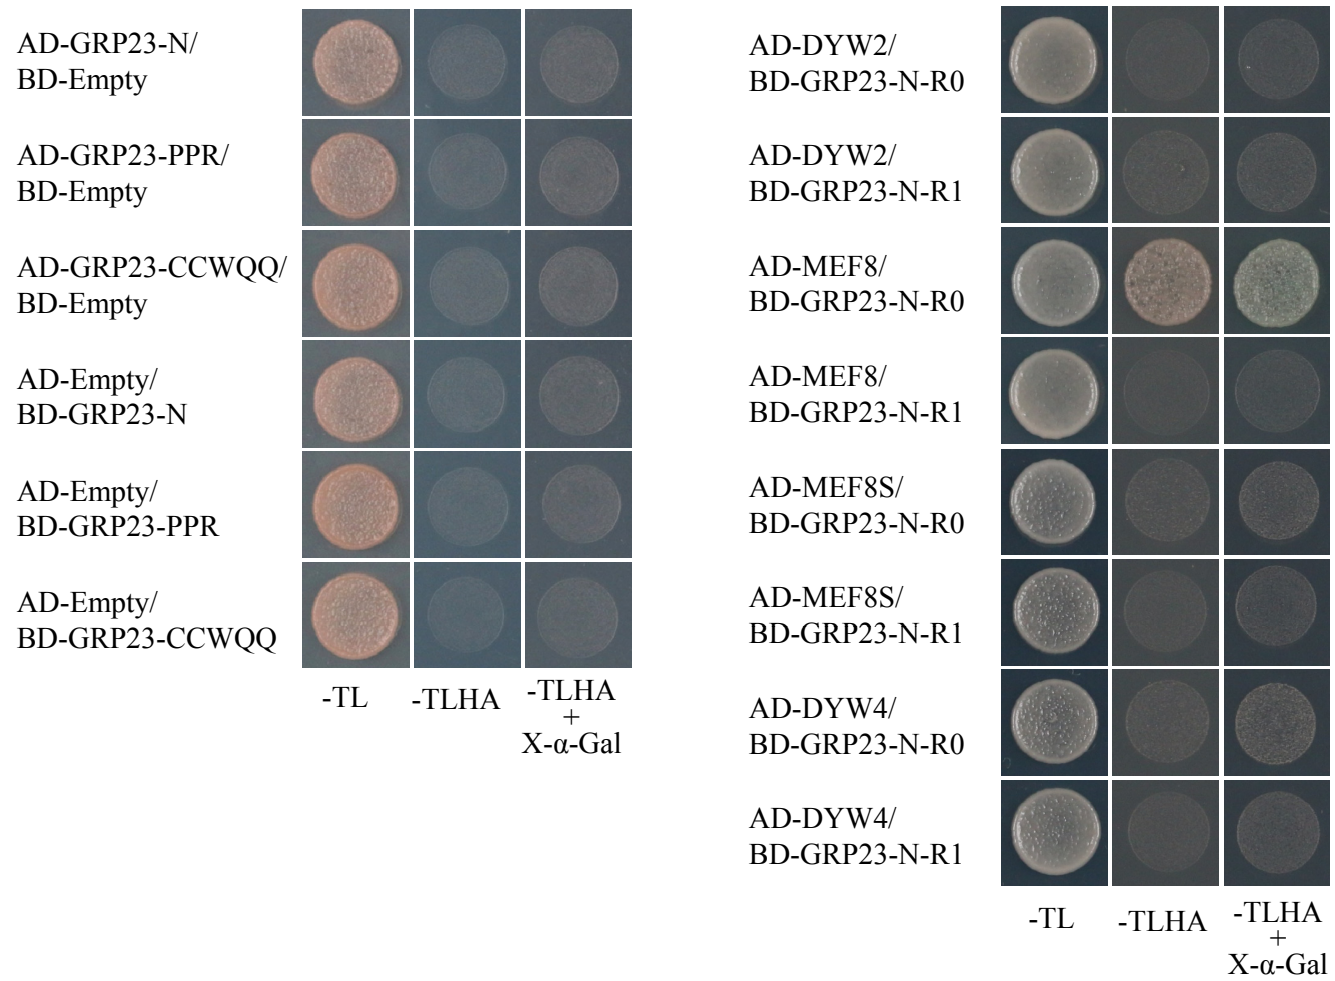 AD-GRP23-N/
BD-Empty
AD-GRP23-PPR/
BD-Empty
AD-GRP23-CCWQQ/
BD-Empty
AD-Empty/
BD-GRP23-N
AD-Empty/
BD-GRP23-PPR
AD-Empty/
BD-GRP23-CCWQQ
-TL
-TLHA
-TLHA
+
X-α-Gal
AD-DYW2/
BD-GRP23-N-R0
AD-DYW2/
BD-GRP23-N-R1
AD-MEF8/
BD-GRP23-N-R0
AD-MEF8/
BD-GRP23-N-R1
AD-MEF8S/
BD-GRP23-N-R0
AD-MEF8S/
BD-GRP23-N-R1
AD-DYW4/
BD-GRP23-N-R0
AD-DYW4/
BD-GRP23-N-R1
-TL
-TLHA
-TLHA
+
X-α-Gal